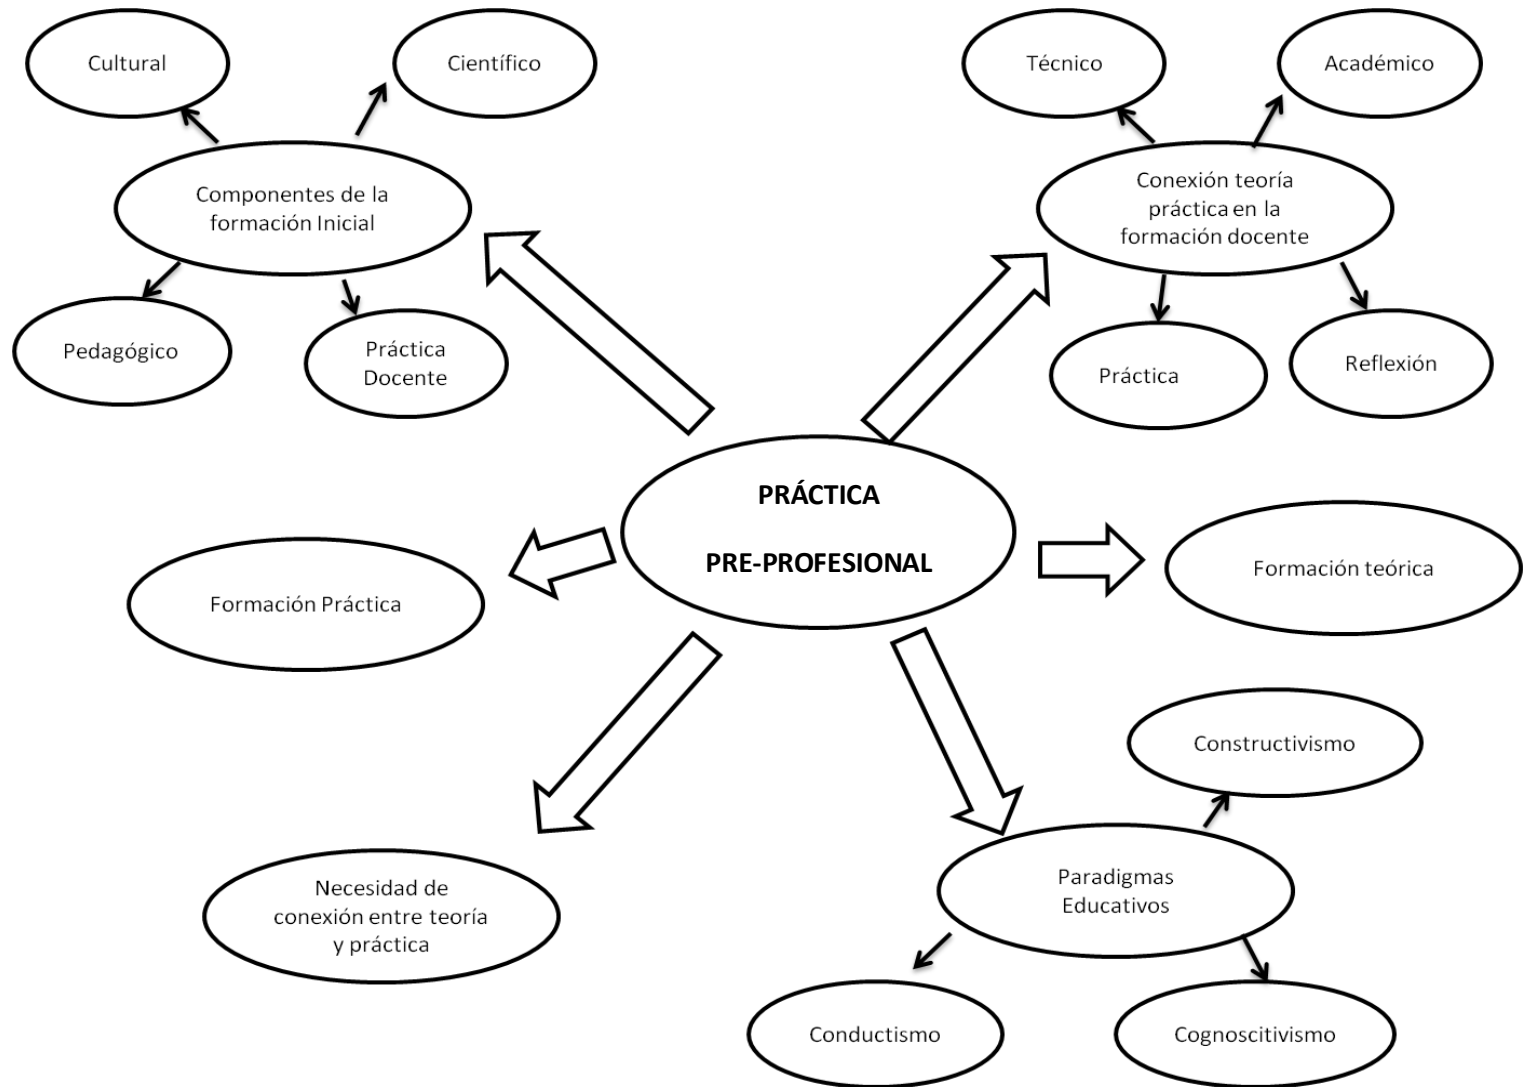 Cultural
Científico
Técnico
Académico
Componentes de la
formación Inicial
Conexión teoría
práctica en la
formación docente
Pedagógico
Práctica
Docente
Práctica
Reflexión
PRÁCTICA
PRE-PROFESIONAL
Formación Práctica
Formación teórica
Necesidad de
conexión entre teoría
y práctica
Constructivismo
Paradigmas
Educativos
Conductismo
Cognoscitivismo